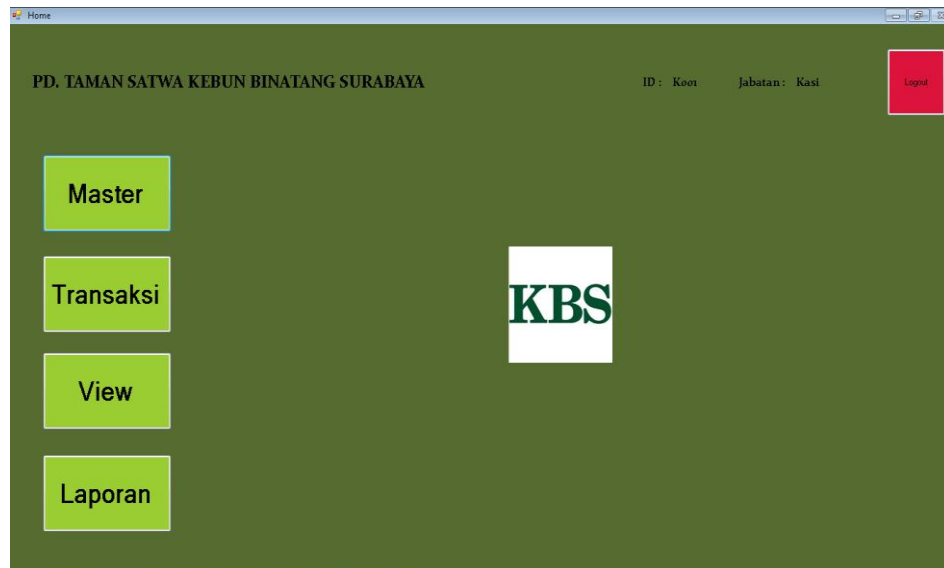 Home
PD. TAMAN SATWA KEBUN BINATANG SURABAYA
ID : K001 Jabatan : Kasi
Logout
Master
Transaksi
KBS
View
Laporan